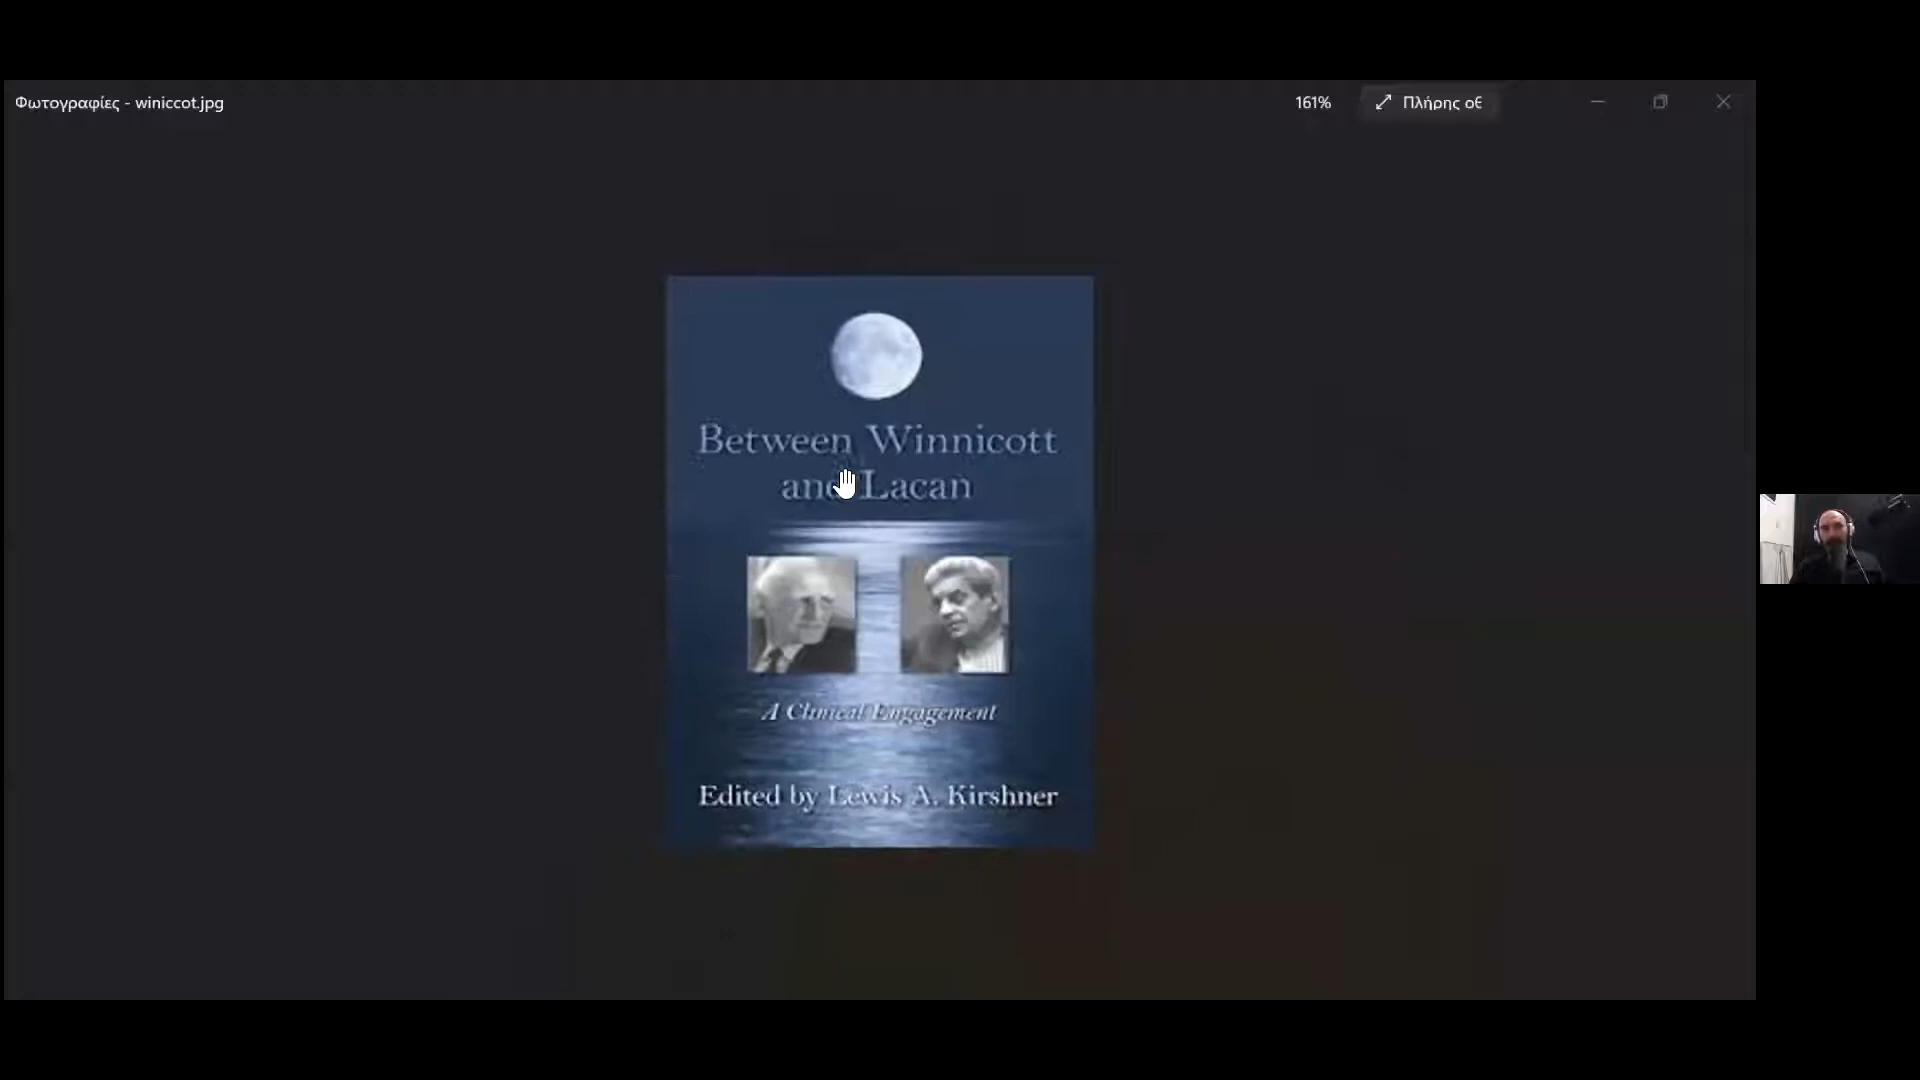 Φωτογραφίες - winiccot.jpg
161%
Πλήρης οθ
Between Winnicott
and Lacan
A Clinical Engagement
Edited by Lewis A. Kirshner